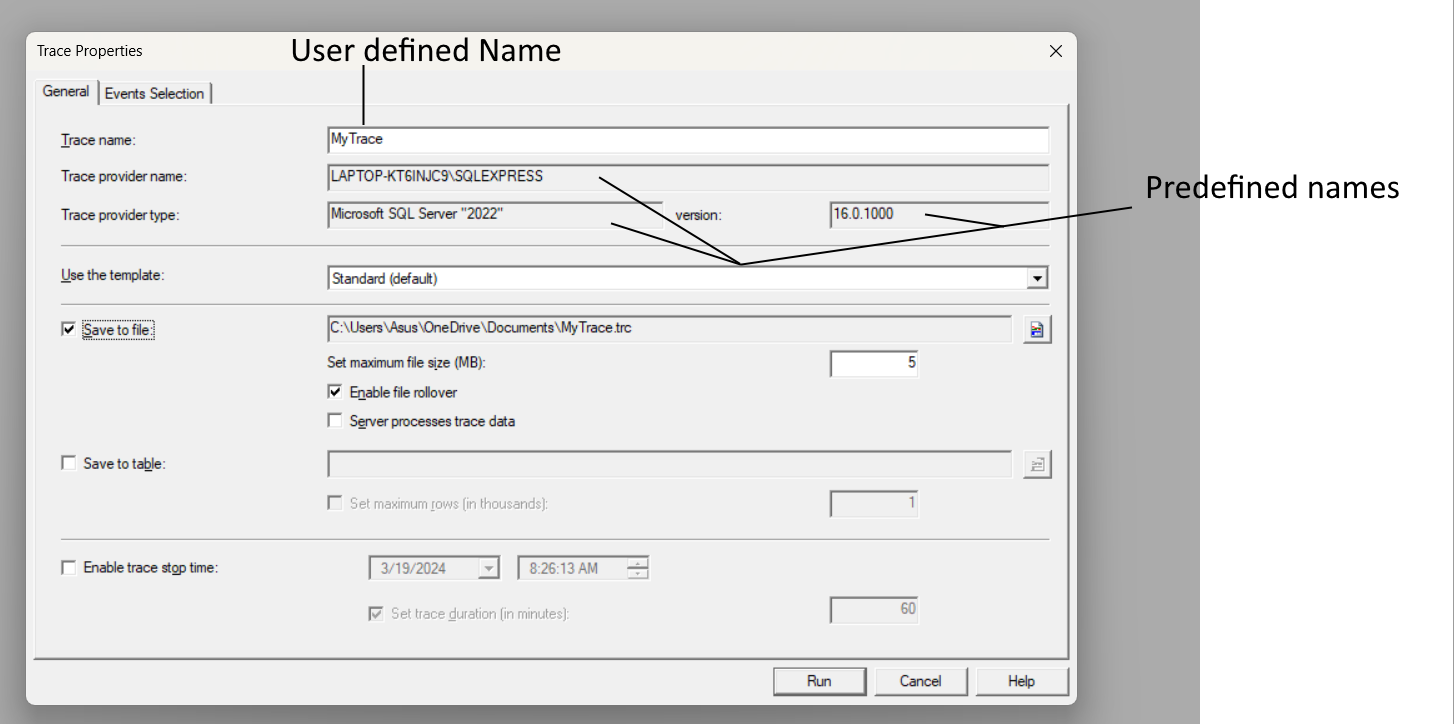 User defined Name
Trace Properties
General
Events Selection
Trace name:
MyTrace
Trace provider name:
LAPTOP-KT6INJC9\SQLEXPRESS
Predefined names
Trace provider type:
Microsoft SQL Server "2022"
version:
16.0.1000
Use the template:
Standard (default)
Save to file:
C:\Users\Asus\OneDrive\Documents\MyTrace.trc
Set maximum file size (MB):
5
Enable file rollover
Server processes trace data
Save to table:
Set maximum rows (in thousands):
1
Enable trace stop time:
3/19/2024
8:26:13 AM
Set trace duration (in minutes):
60
Run
Cancel
Help